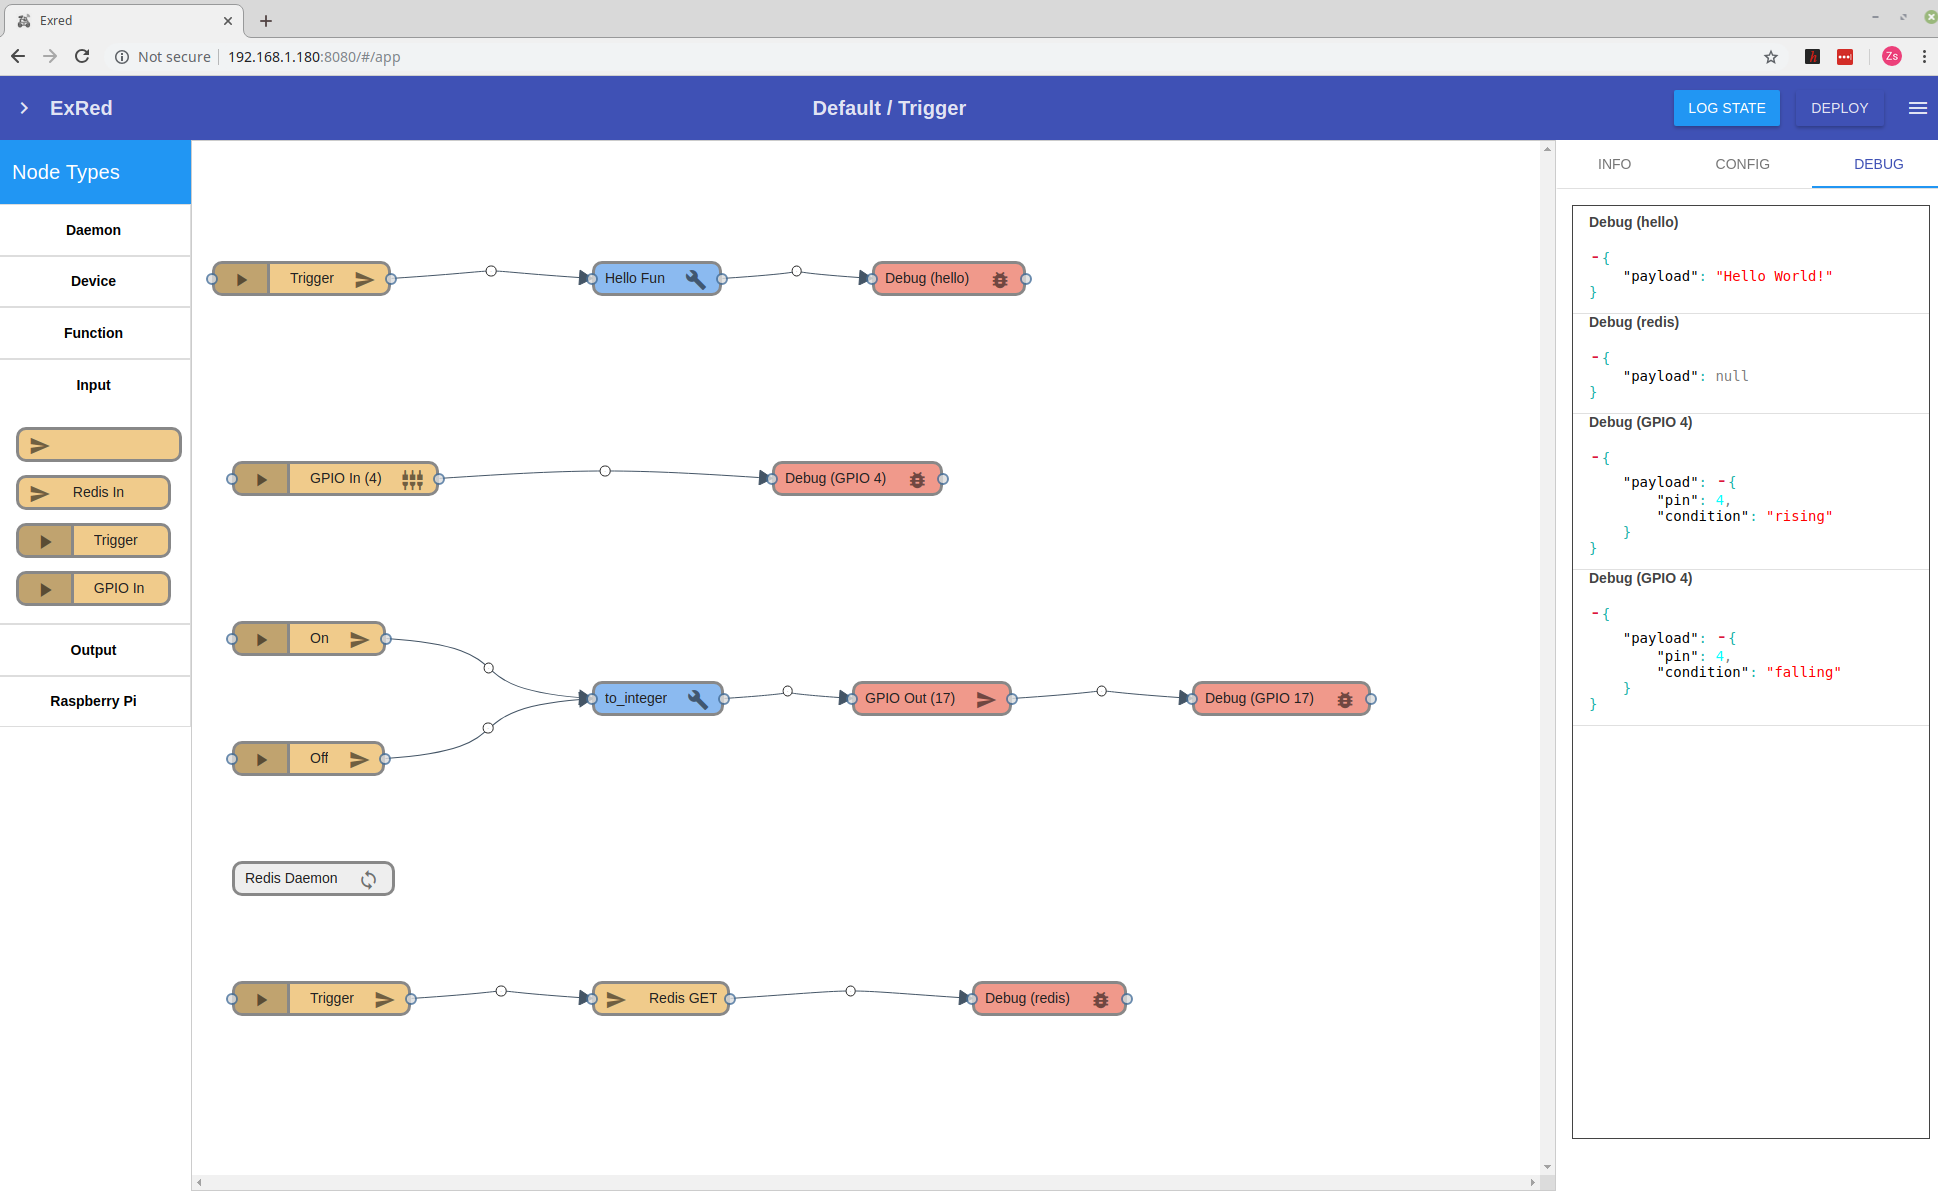 Exred
Not secure
192.168.1.180:8080/#/app
Zs
ExRed
Default / Trigger
LOG STATE
DEPLOY
Node Types
Daemon
Device
Function
Input
Redis In
Trigger
GPIO In
Output
Raspberry Pi
Trigger
Hello Fun
Debug (hello)
GPIO In (4)
Debug (GPIO 4)
On
Off
to_integer
GPIO Out (17)
Debug (GPIO 17)
Redis Daemon
Trigger
Redis GET
Debug (redis)
INFO
CONFIG
DEBUG
Debug (hello)
-{
"payload": "Hello World!"
}
Debug (redis)
-{
"payload": null
}
Debug (GPIO 4)
-{
"payload": -{
"pin": 4,
"condition": "rising"
}
}
Debug (GPIO 4)
-{
"payload": -{
"pin": 4,
"condition": "falling"
}
}